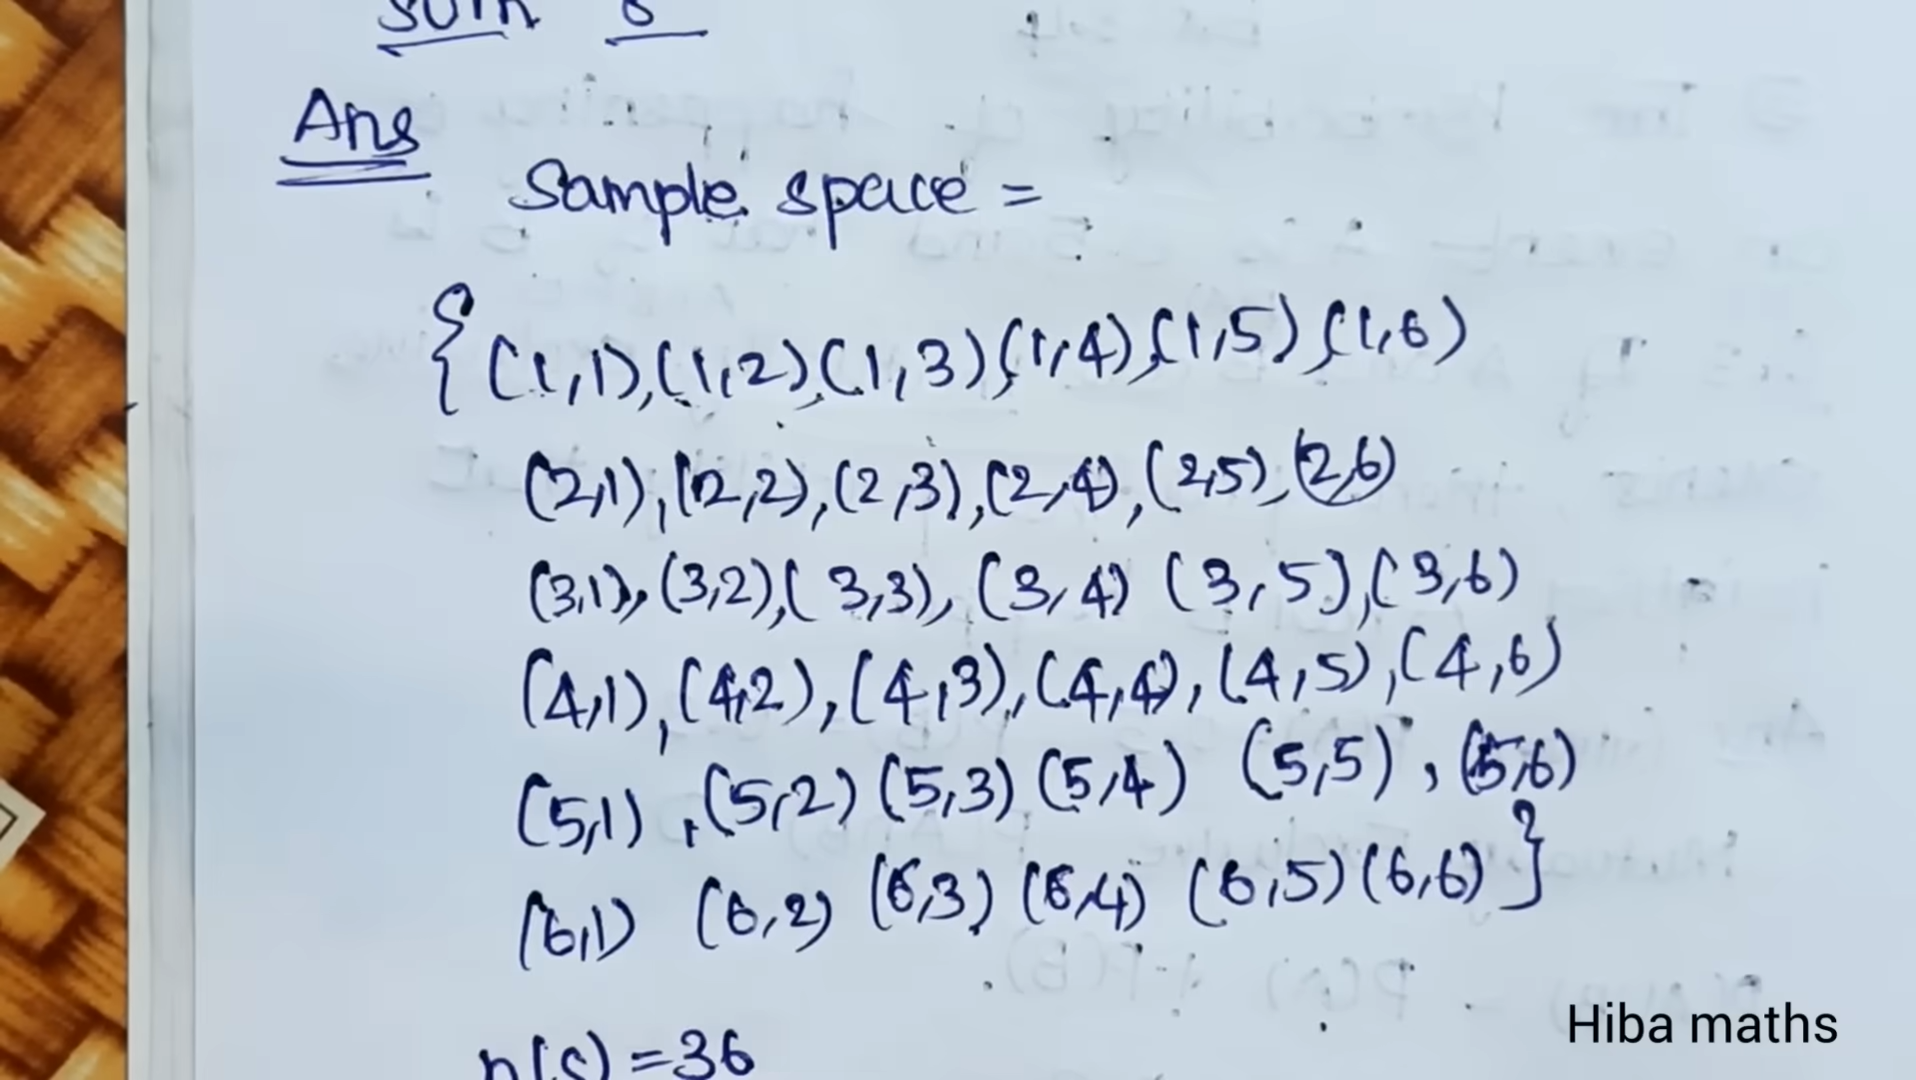 Sum 8
Ans
Sample space =
{(1,1),(1,2),(1,3),(1,4),(1,5),(1,6)
(2,1),(2,2),(2,3),(2,4),(2,5),(2,6)
(3,1),(3,2),(3,3),(3,4) (3,5),(3,6)
(4,1),(4,2),(4,3),(4,4),(4,5),(4,6)
(5,1),(5,2) (5,3) (5,4) (5,5),(5,6)
(6,1) (6,2) (6,3) (6,4) (6,5) (6,6)}
n(s) =36
Hiba maths